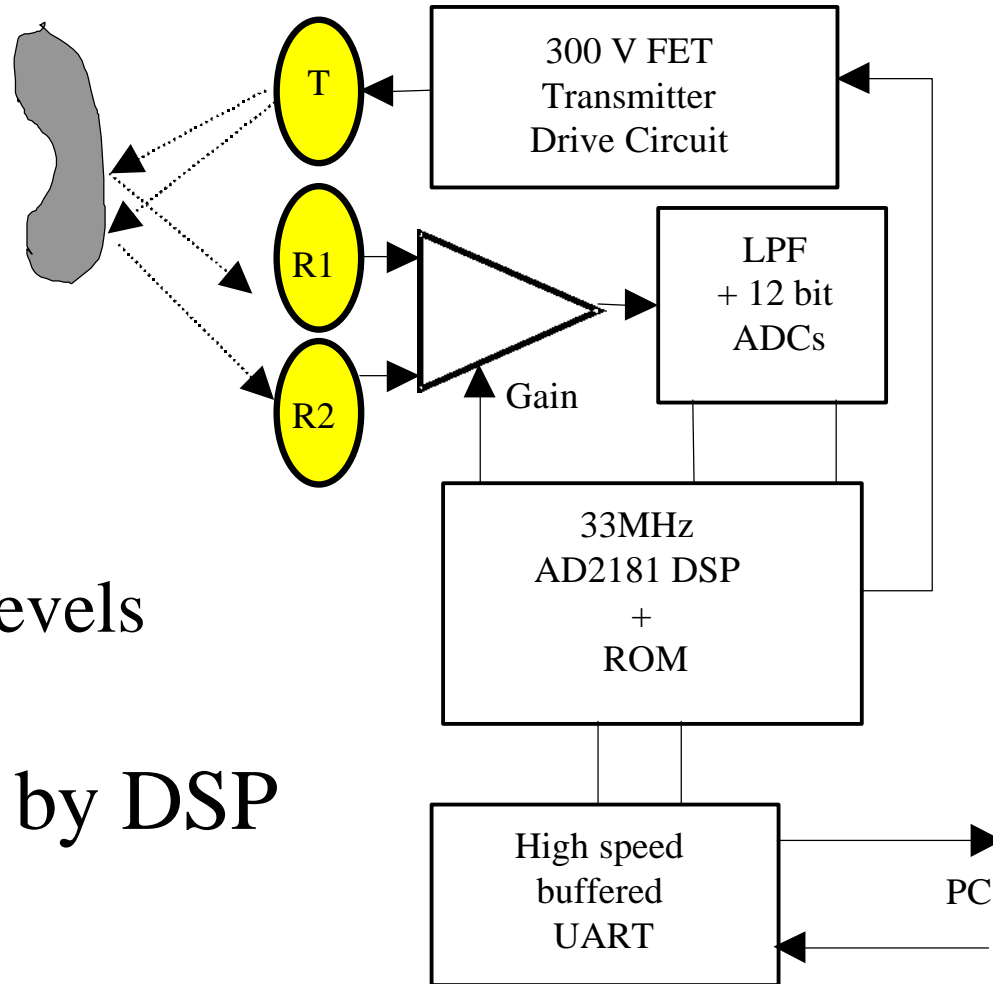 T
300 V FET
Transmitter
Drive Circuit
R1
R2
Gain
LPF
+ 12 bit
ADCs
33MHz
AD2181 DSP
+
ROM
evels
by DSP
High speed
buffered
UART
PC